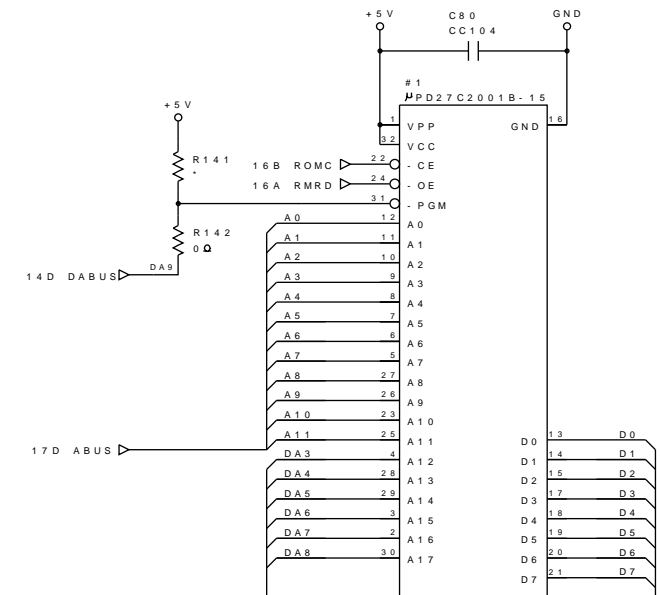 +5V C80 GND
CC104
#1
μPD27C2001B-15
+5V
1 VPP GND 16
32 VCC
R141
*
16B ROMC 22 -CE
16A RMRD 24 -OE
31 -PGM
A0 12 A0
R142
0Ω
A1 11 A1
A2 10 A2
14D DABUS DA9
A3 9 A3
A4 8 A4
A5 7 A5
A6 6 A6
A7 5 A7
A8 27 A8
A9 26 A9
A10 23 A10
17D ABUS
A11 25 A11 D0 13 D0
DA3 4 A12 D1 14 D1
DA4 28 A13 D2 15 D2
DA5 29 A14 D3 17 D3
DA6 3 A15 D4 18 D4
DA7 2 A16 D5 19 D5
DA8 30 A17 D6 20 D6
D7 21 D7